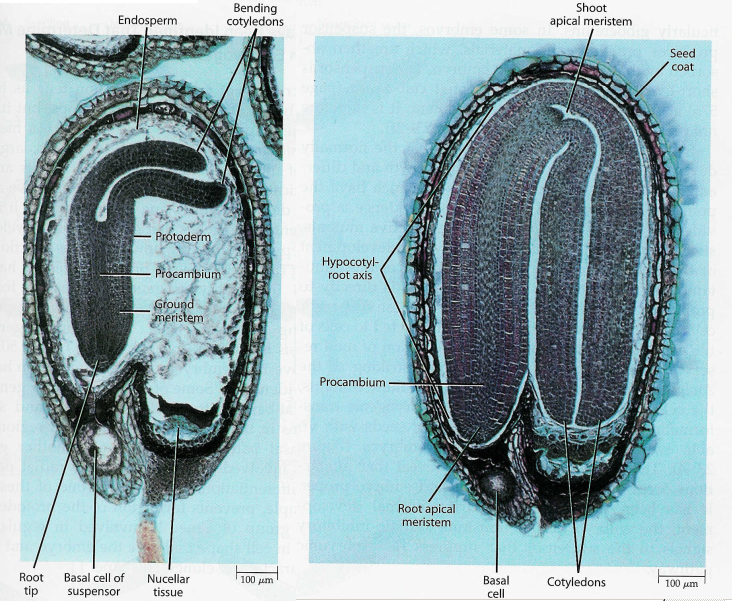 Endosperm
Bending
cotyledons
Protoderm
Procambium
Ground
meristem
Root
tip
Basal cell of
suspensor
Nucellar
tissue
100 μm
Shoot
apical meristem
Seed
coat
Hypocotyl-
root axis
Procambium
Root apical
meristem
Basal
cell
Cotyledons
100 μm